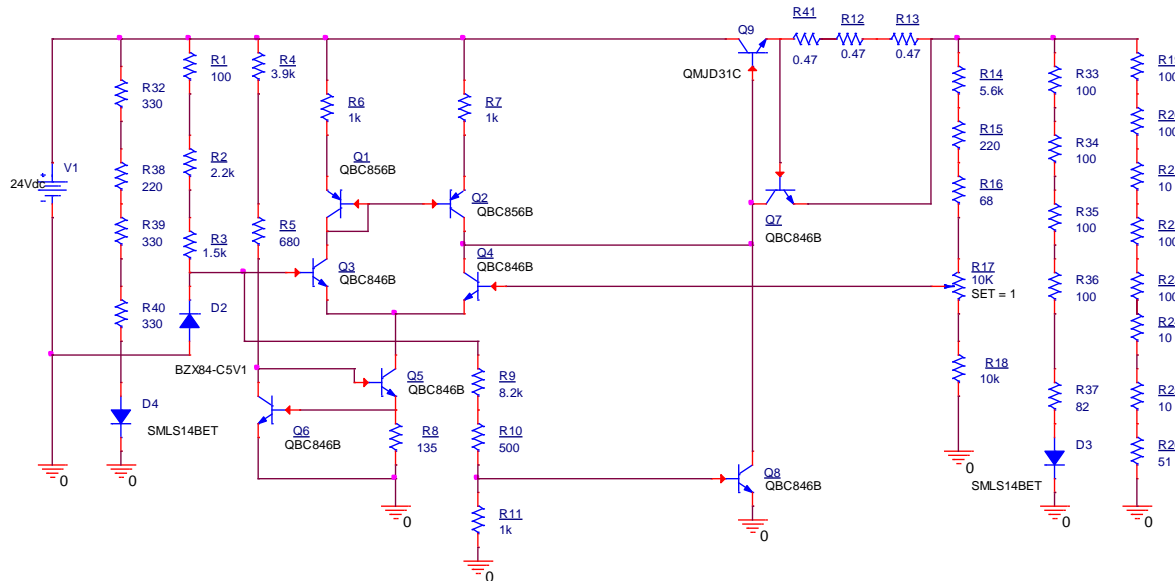 R1
100
R2
2.2k
R3
1.5k
R4
3.9k
R5
680
R6
1k
R7
1k
R32
330
R38
220
R39
330
R40
330
V1
24Vdc
D2
BZX84-C5V1
D4
SMLS14BET
Q1
QBC856B
Q2
QBC856B
Q3
QBC846B
Q4
QBC846B
Q5
QBC846B
Q6
QBC846B
R8
135
R9
8.2k
R10
500
R11
1k
Q7
QBC846B
Q8
QBC846B
Q9
QMJD31C
R41
0.47
R12
0.47
R13
0.47
R14
5.6k
R15
220
R16
68
R17
10K
SET = 1
R18
10k
R33
100
R34
100
R35
100
R36
100
R37
82
D3
SMLS14BET
10
10
10
51
0
0
0
0
0
0
0
0